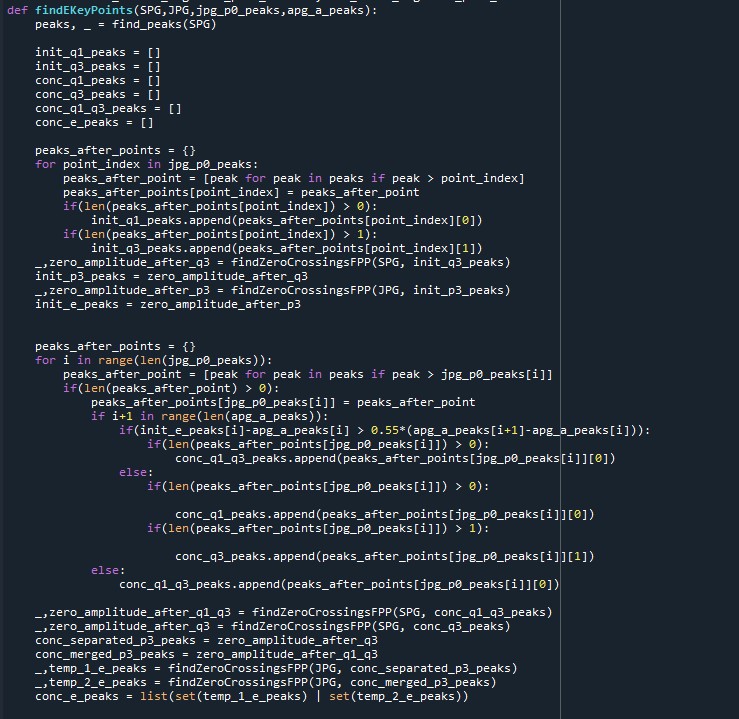 def findEKeyPoints(SPG,JPG,jpg_p0_peaks,apg_a_peaks):
    peaks, _ = find_peaks(SPG)

    init_q1_peaks = []
    init_q3_peaks = []
    conc_q1_peaks = []
    conc_q3_peaks = []
    conc_q1_q3_peaks = []
    conc_e_peaks = []

    peaks_after_points = {}
    for point_index in jpg_p0_peaks:
        peaks_after_point = [peak for peak in peaks if peak > point_index]
        peaks_after_points[point_index] = peaks_after_point
        if(len(peaks_after_points[point_index]) > 0):
            init_q1_peaks.append(peaks_after_points[point_index][0])
        if(len(peaks_after_points[point_index]) > 1):
            init_q3_peaks.append(peaks_after_points[point_index][1])
    _,zero_amplitude_after_q3 = findZeroCrossingsFPP(SPG, init_q3_peaks)
    init_p3_peaks = zero_amplitude_after_q3
    _,zero_amplitude_after_p3 = findZeroCrossingsFPP(JPG, init_p3_peaks)
    init_e_peaks = zero_amplitude_after_p3


    peaks_after_points = {}
    for i in range(len(jpg_p0_peaks)):
        peaks_after_point = [peak for peak in peaks if peak > jpg_p0_peaks[i]]
        if(len(peaks_after_point) > 0):
            peaks_after_points[jpg_p0_peaks[i]] = peaks_after_point
            if i+1 in range(len(apg_a_peaks)):
                if(init_e_peaks[i]-apg_a_peaks[i] > 0.55*(apg_a_peaks[i+1]-apg_a_peaks[i])):
                    if(len(peaks_after_points[jpg_p0_peaks[i]]) > 0):
                        conc_q1_q3_peaks.append(peaks_after_points[jpg_p0_peaks[i]][0])
                else:
                    if(len(peaks_after_points[jpg_p0_peaks[i]]) > 0):

                        conc_q1_peaks.append(peaks_after_points[jpg_p0_peaks[i]][0])
                    if(len(peaks_after_points[jpg_p0_peaks[i]]) > 1):

                        conc_q3_peaks.append(peaks_after_points[jpg_p0_peaks[i]][1])
            else:
                conc_q1_q3_peaks.append(peaks_after_points[jpg_p0_peaks[i]][0])

    _,zero_amplitude_after_q1_q3 = findZeroCrossingsFPP(SPG, conc_q1_q3_peaks)
    _,zero_amplitude_after_q3 = findZeroCrossingsFPP(SPG, conc_q3_peaks)
    conc_separated_p3_peaks = zero_amplitude_after_q3
    conc_merged_p3_peaks = zero_amplitude_after_q1_q3
    _,temp_1_e_peaks = findZeroCrossingsFPP(JPG, conc_separated_p3_peaks)
    _,temp_2_e_peaks = findZeroCrossingsFPP(JPG, conc_merged_p3_peaks)
    conc_e_peaks = list(set(temp_1_e_peaks) | set(temp_2_e_peaks))